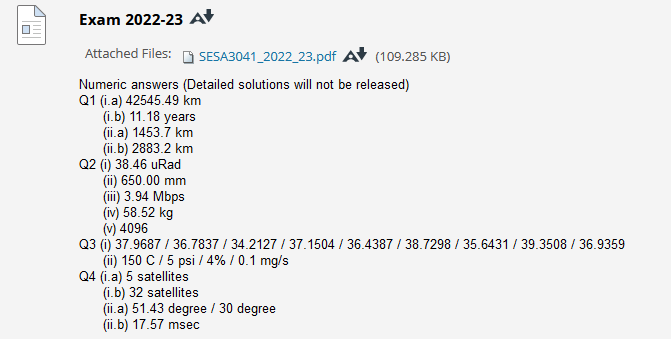 Exam 2022-23
Attached Files: SESA3041_2022_23.pdf (109.285 KB)
Numeric answers (Detailed solutions will not be released)
Q1 (i.a) 42545.49 km
(i.b) 11.18 years
(ii.a) 1453.7 km
(ii.b) 2883.2 km
Q2 (i) 38.46 uRad
(ii) 650.00 mm
(iii) 3.94 Mbps
(iv) 58.52 kg
(v) 4096
Q3 (i) 37.9687 / 36.7837 / 34.2127 / 37.1504 / 36.4387 / 38.7298 / 35.6431 / 39.3508 / 36.9359
(ii) 150 C / 5 psi / 4% / 0.1 mg/s
Q4 (i.a) 5 satellites
(i.b) 32 satellites
(ii.a) 51.43 degree / 30 degree
(ii.b) 17.57 msec